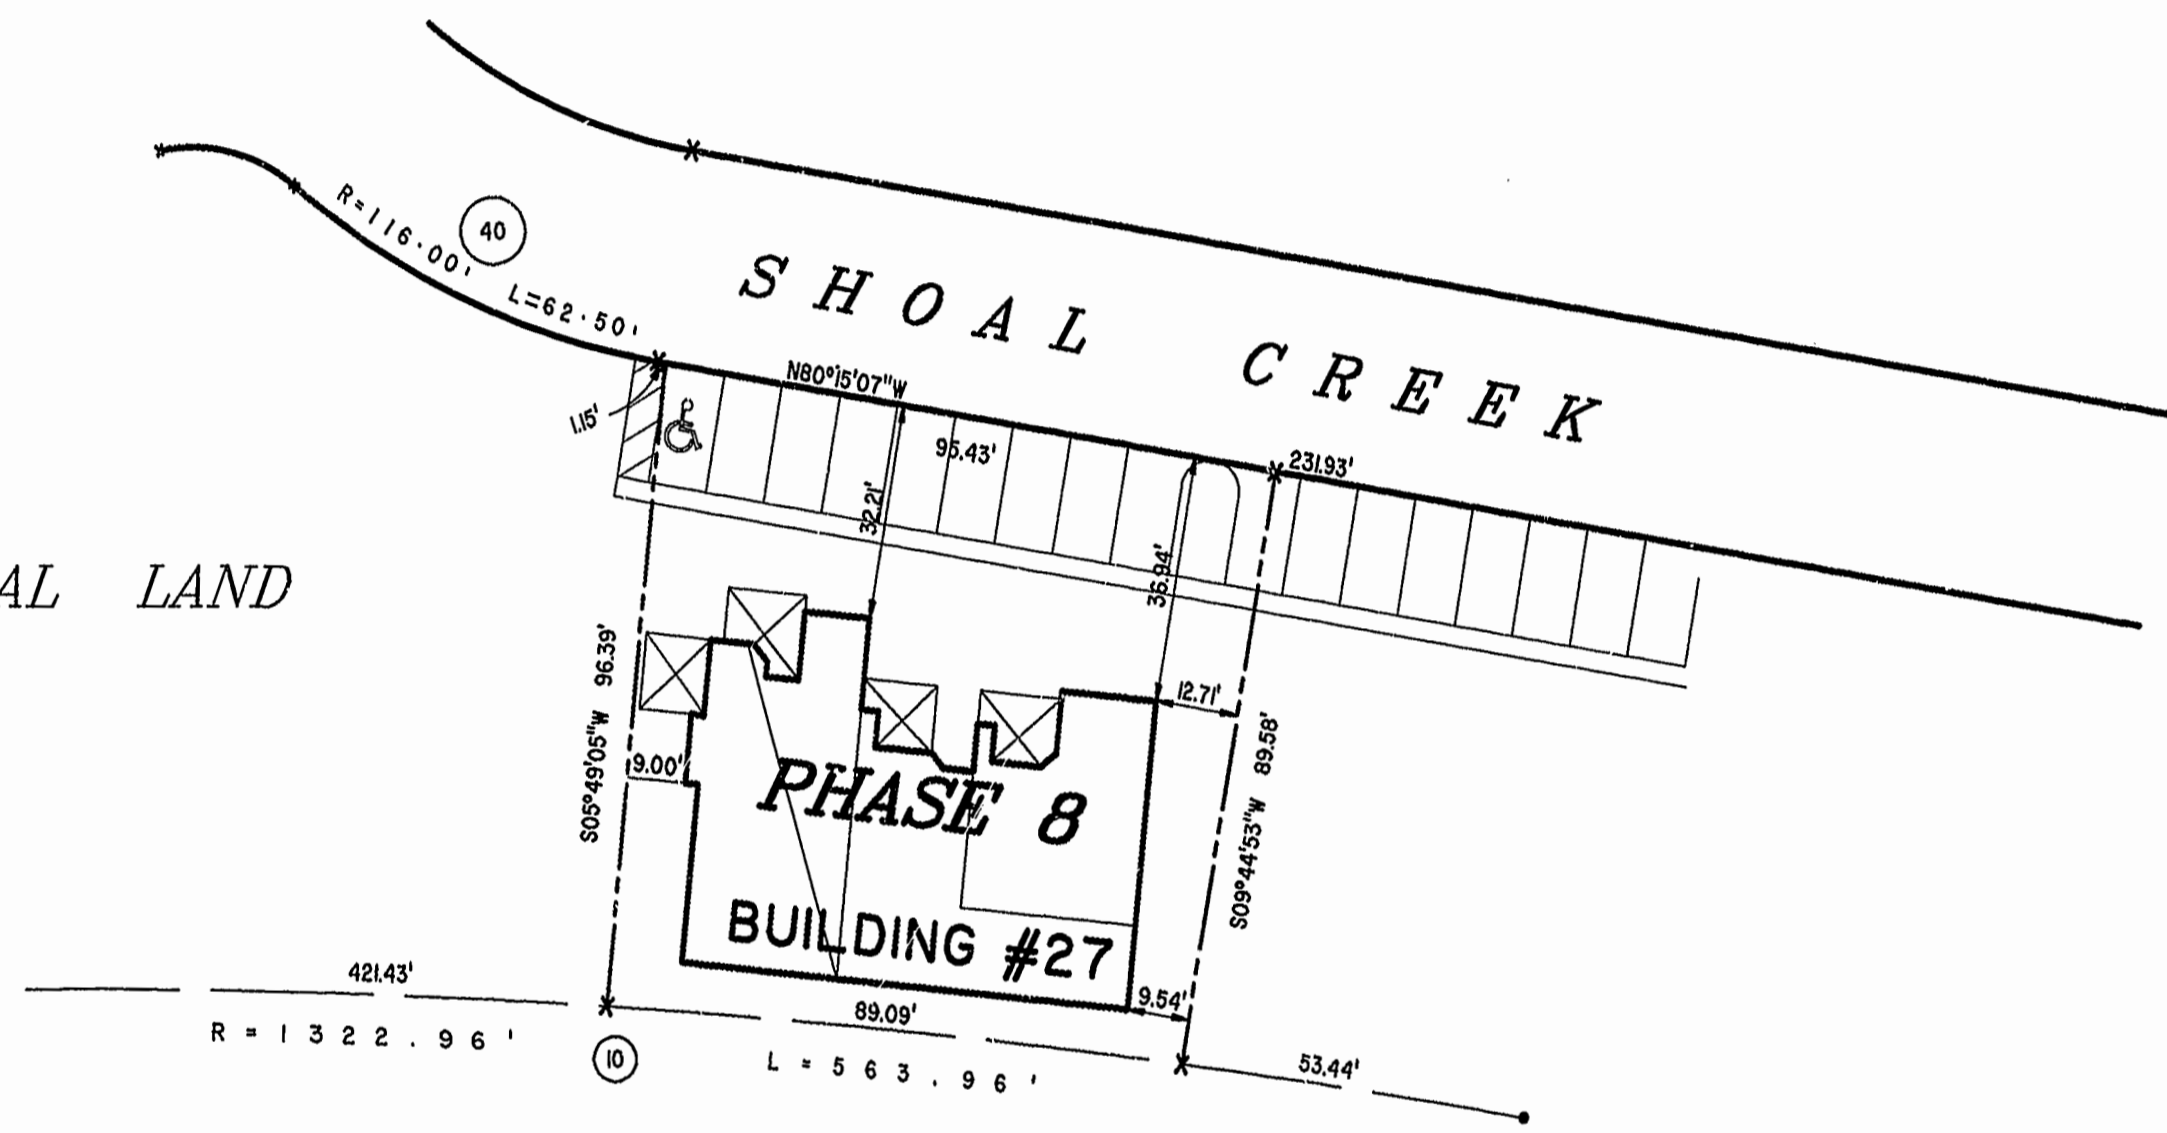 R=116.00'
40
L=62.50'
SHOAL CREEK
N80°15'07"W
1.15'
95.43'
231.93'
32.21'
36.94'
AL LAND
S05°49'05"W 96.39'
12.71'
S09°44'53"W 89.58'
9.00'
PHASE 8
BUILDING #27
421.43'
9.54'
89.09'
R=1322.96'
10
L=563.96'
53.44'